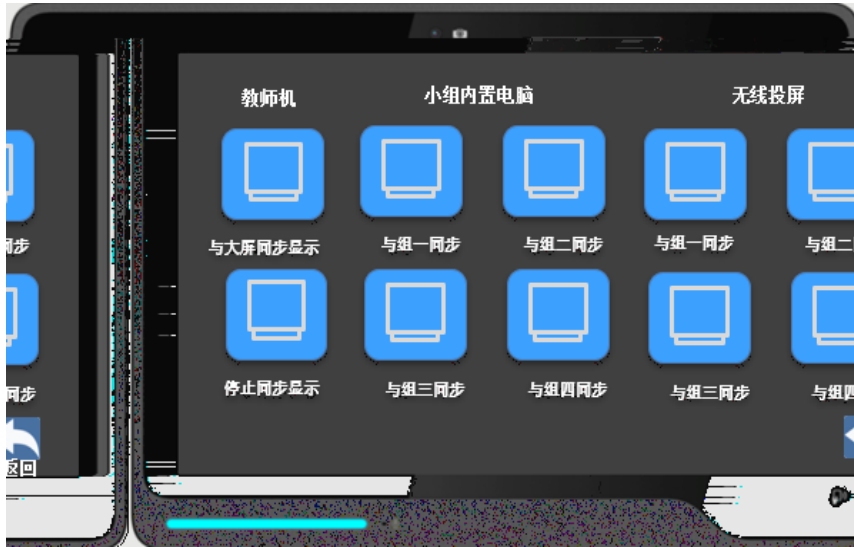 教师机
小组内置电脑
无线投屏
同步
与大屏同步显示
与组一同步
与组二同步
与组一同步
与组二
同步
停止同步显示
与组三同步
与组四同步
与组三同步
与组四
返回